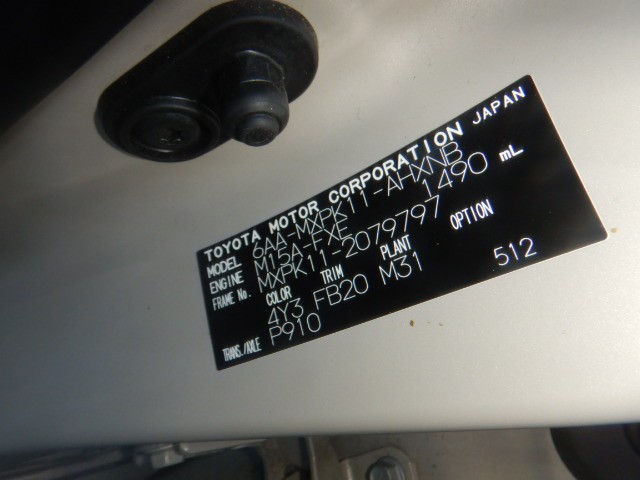 TOYOTA MOTOR CORPORATION JAPAN
MODEL 6AA-MXPK11-AHXNB
ENGINE M15A-FXE 1490 mL
FRAME No. MXPK11-2079797
COLOR TRIM PLANT OPTION
4Y3 FB20 M31 512
TRANS./AXLE P910